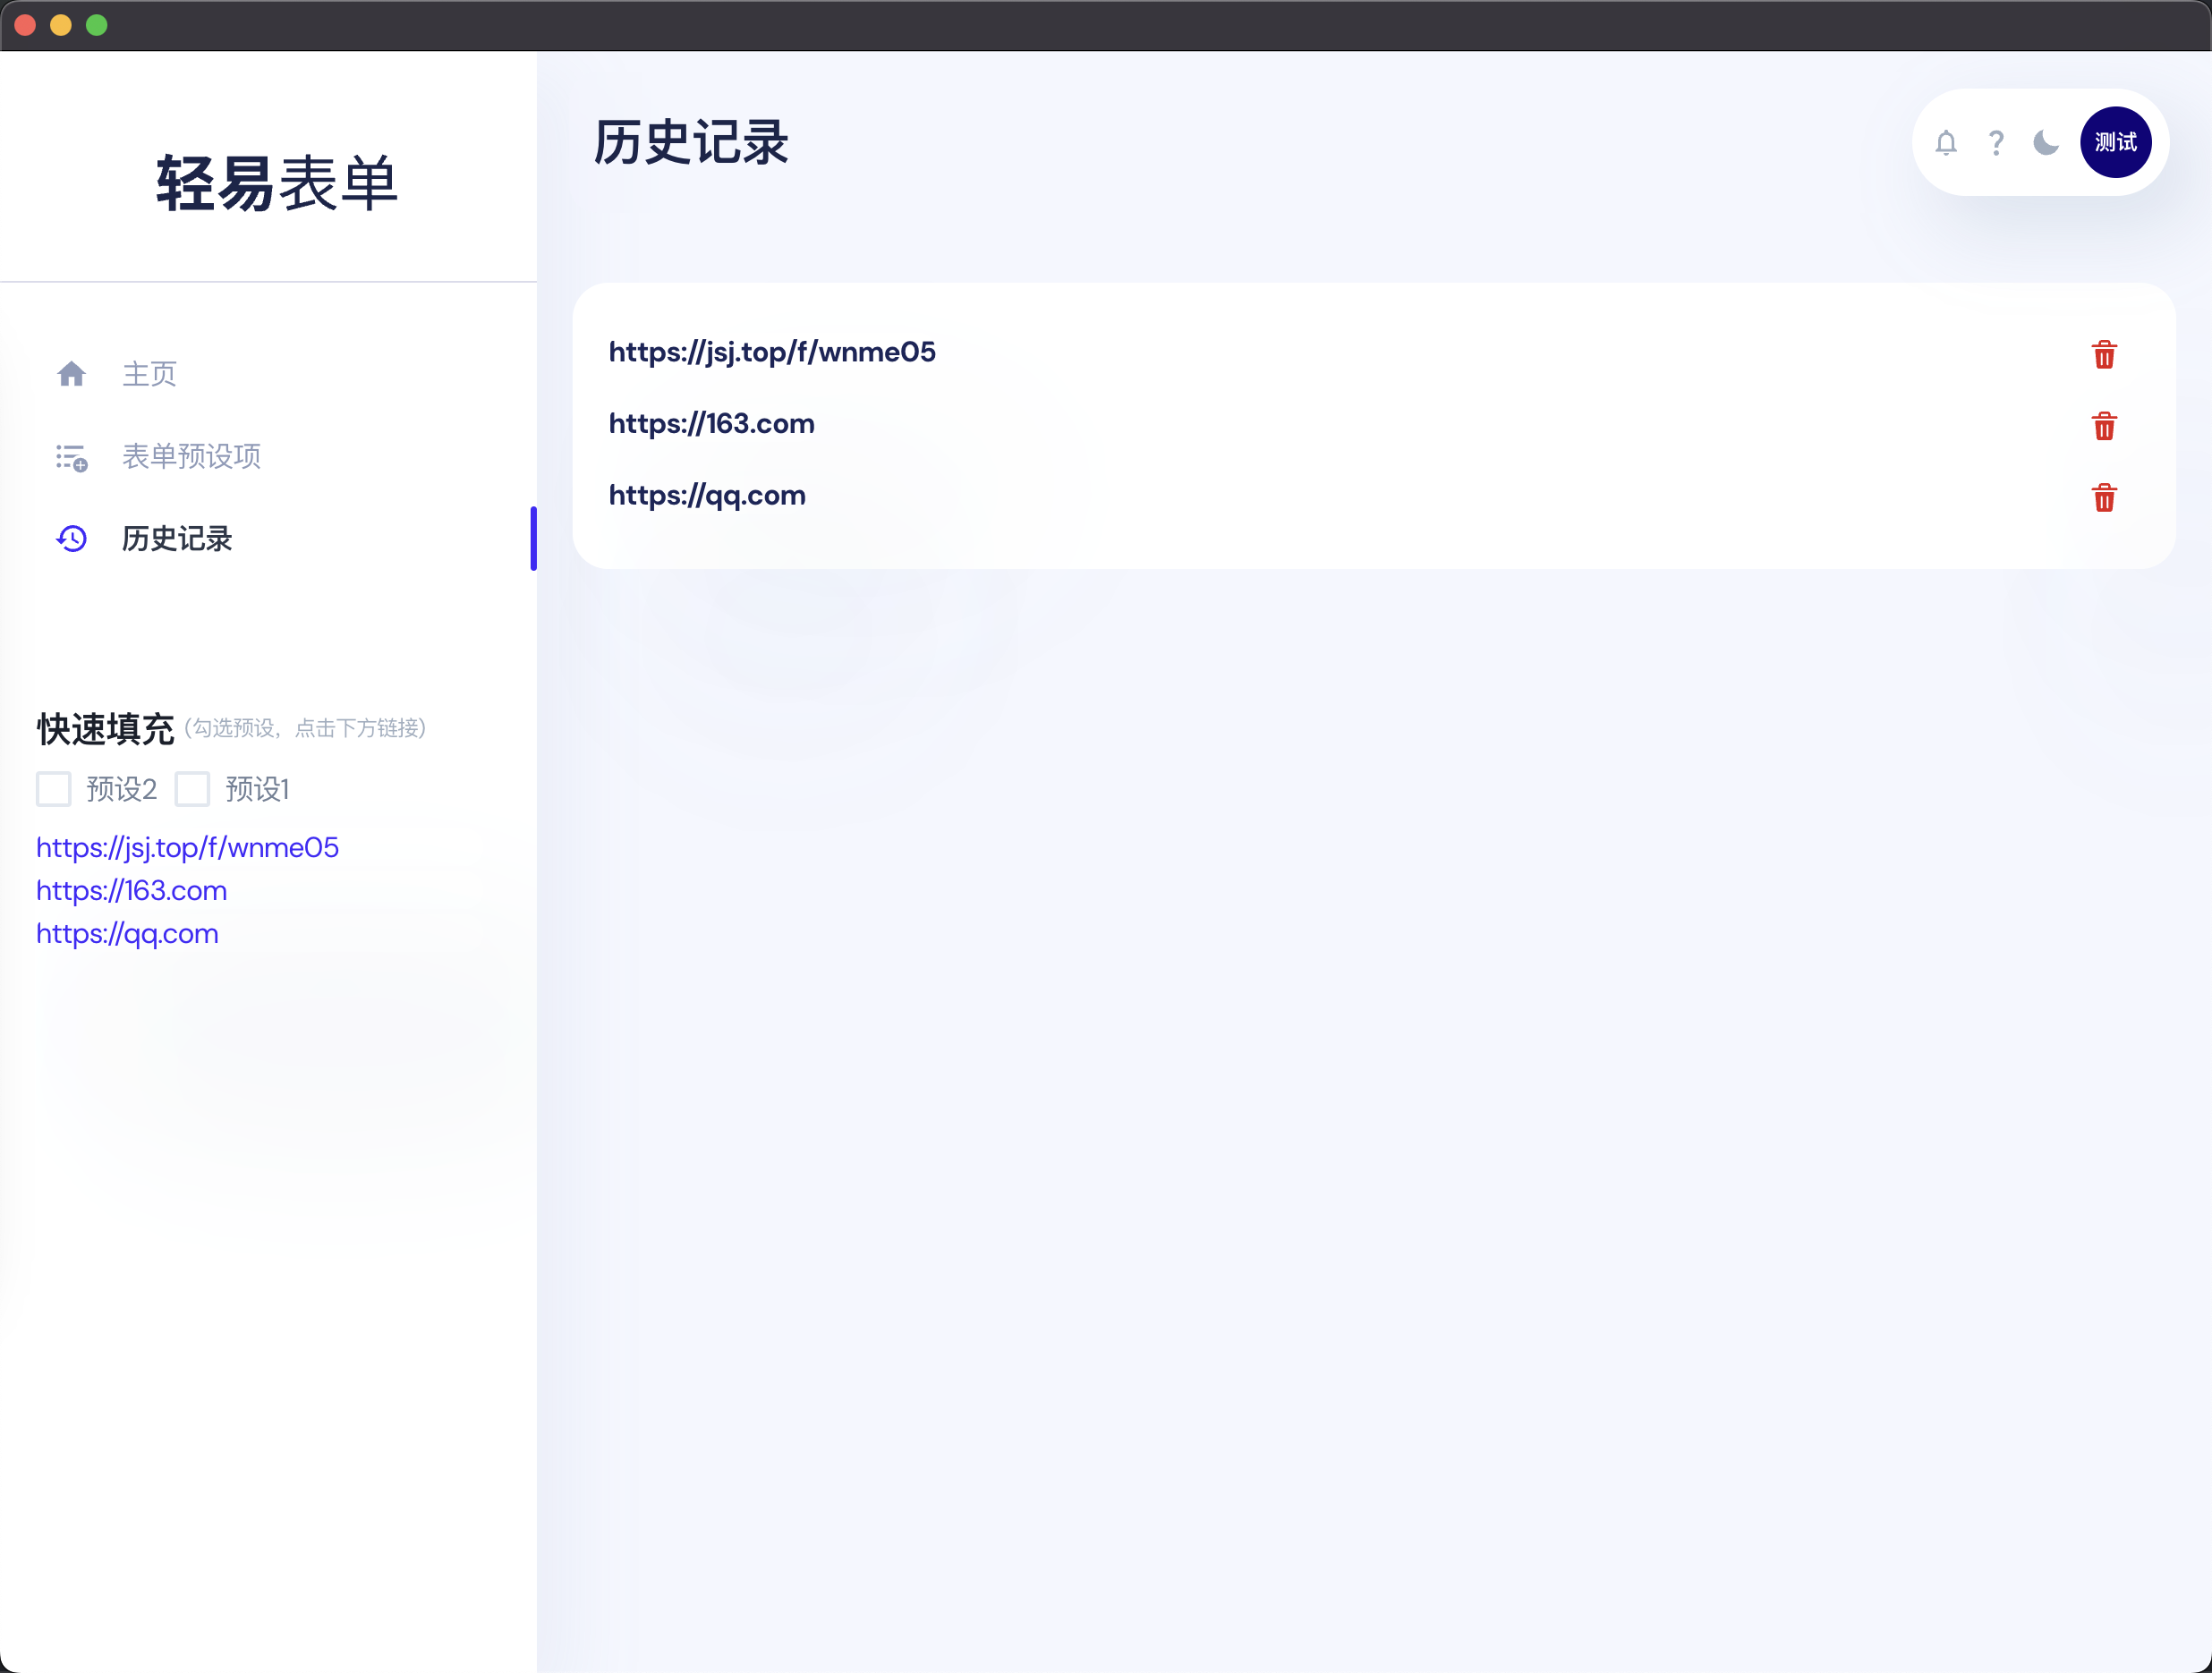 轻易表单
主页
表单预设项
历史记录
快速填充 (勾选预设，点击下方链接)
预设2 预设1
https://jsj.top/f/wnme05
https://163.com
https://qq.com
历史记录
测试
https://jsj.top/f/wnme05
https://163.com
https://qq.com